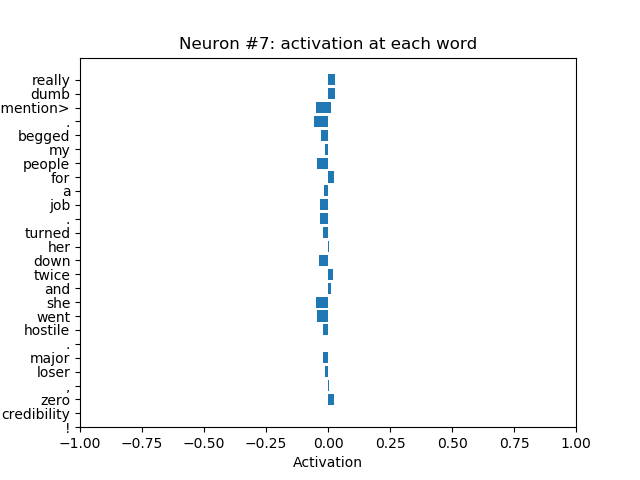 Neuron #7: activation at each word
really
dumb
mention>
.
begged
my
people
for
a
job
.
turned
her
down
twice
and
she
went
hostile
.
major
loser
,
zero
credibility
!
−1.00 −0.75 −0.50 −0.25 0.00 0.25 0.50 0.75 1.00
Activation